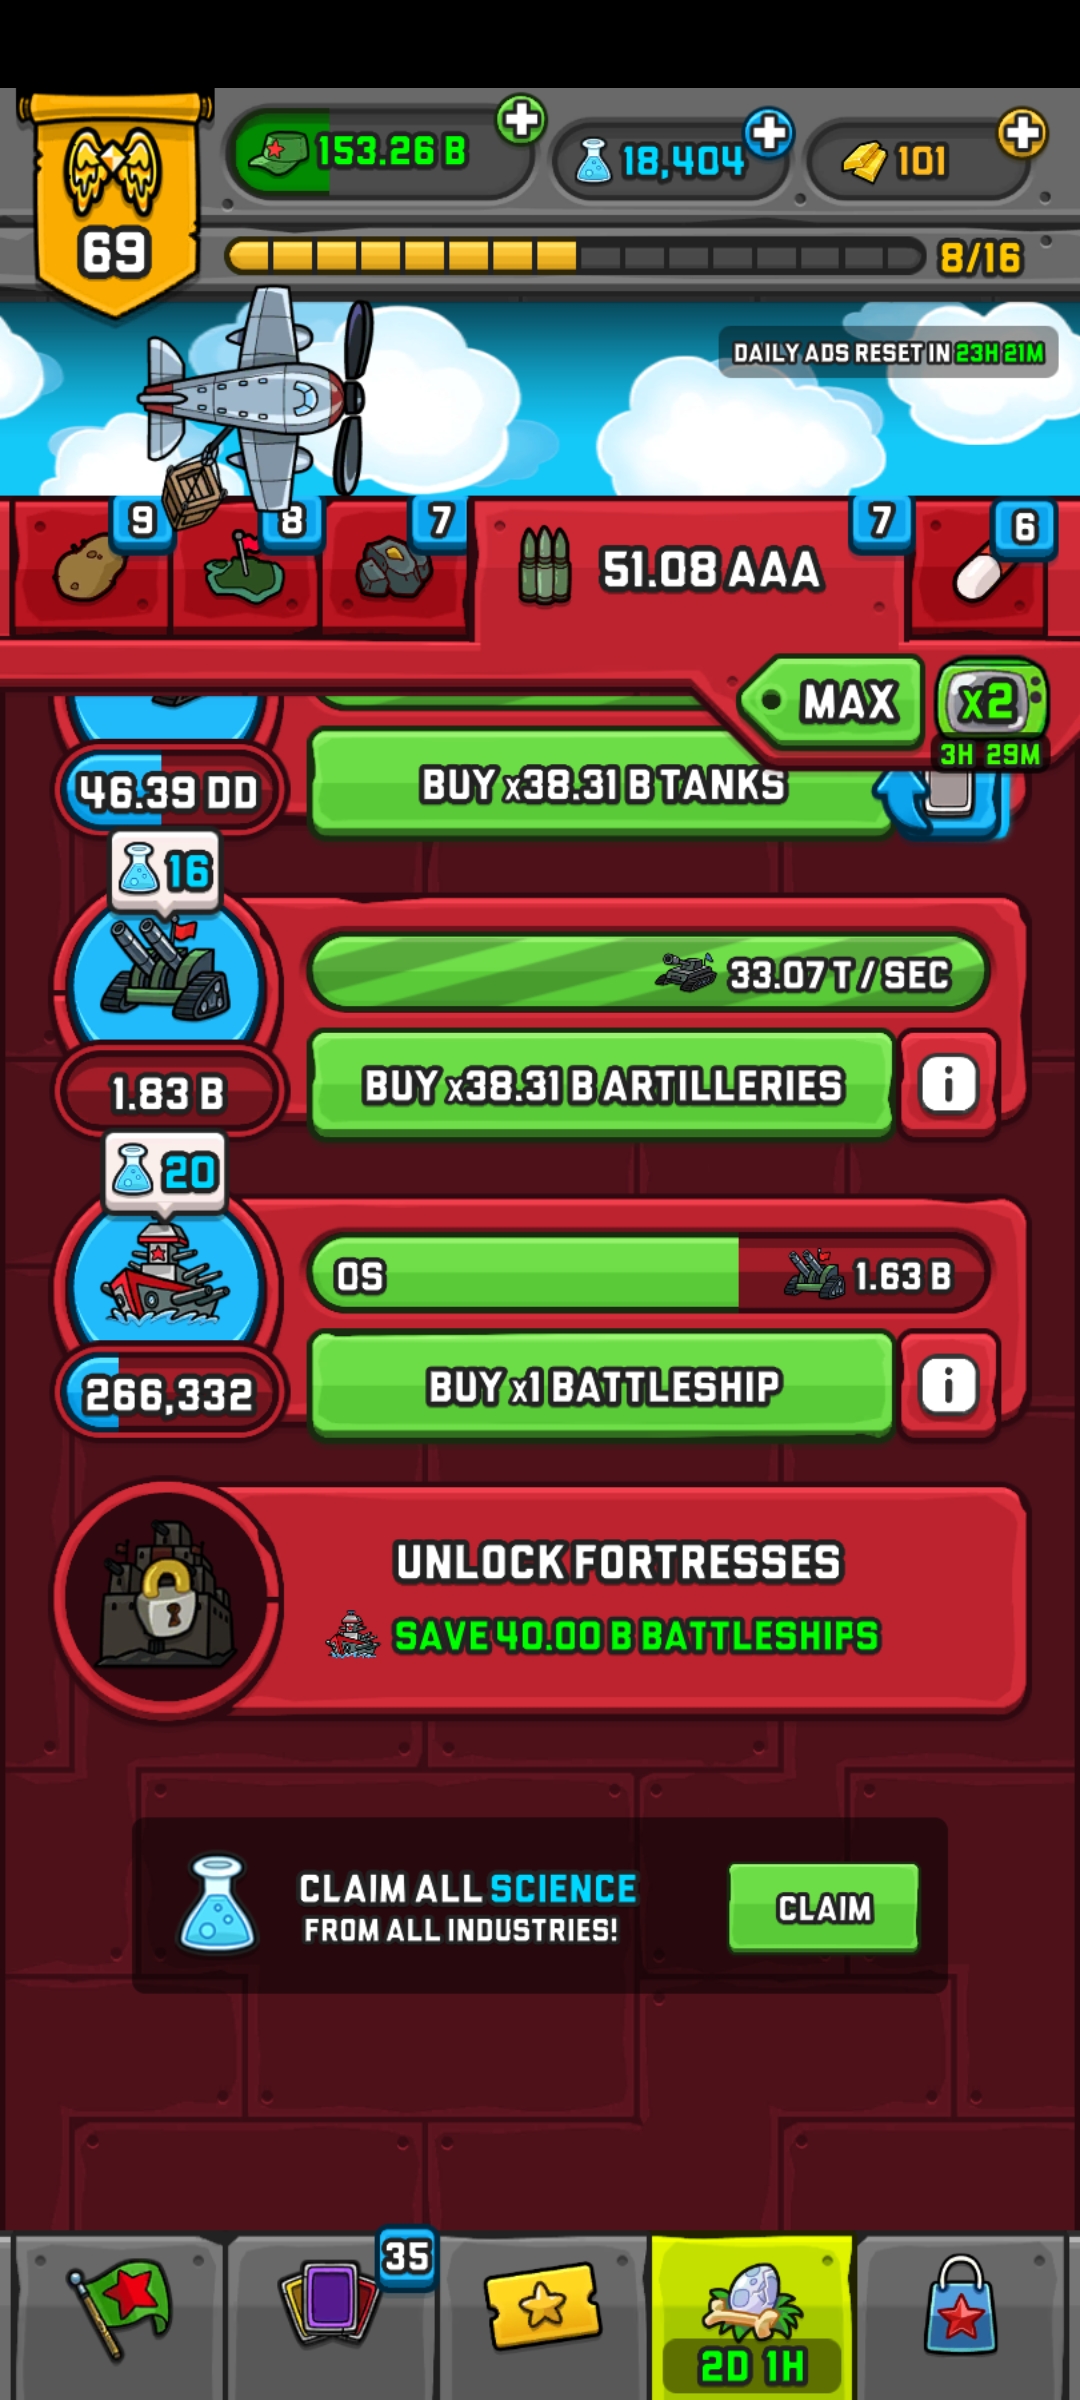 153.26 B
18,404
101
69
8/16
DAILY ADS RESET IN 23H 21M
9
8
7
51.08 AAA
7
6
MAX
x2
3H 29M
46.39 DD
BUY x38.31 B TANKS
16
33.07 T / SEC
1.83 B
BUY x38.31 B ARTILLERIES
i
20
0S
1.63 B
266,332
BUY x1 BATTLESHIP
i
UNLOCK FORTRESSES
SAVE 40.00 B BATTLESHIPS
CLAIM ALL SCIENCE
FROM ALL INDUSTRIES!
CLAIM
35
2D 1H